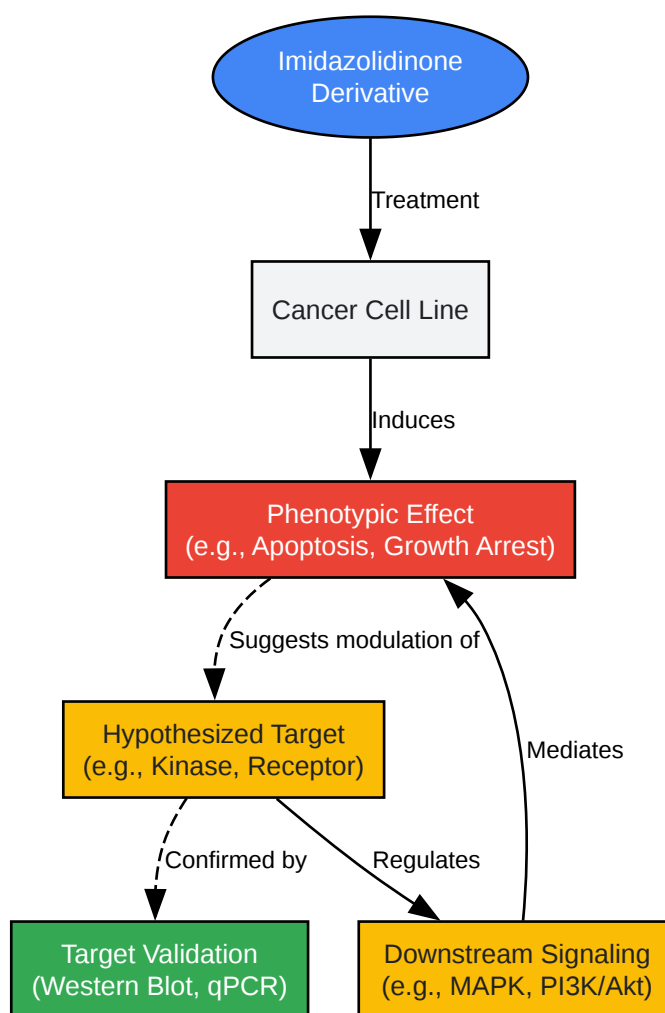 Imidazolidinone
Derivative
Treatment
Cancer Cell Line
Induces
Phenotypic Effect
(e.g., Apoptosis, Growth Arrest)
Suggests modulation of
Hypothesized Target
(e.g., Kinase, Receptor)
Mediates
Confirmed by
Regulates
Target Validation
(Western Blot, qPCR)
Downstream Signaling
(e.g., MAPK, PI3K/Akt)